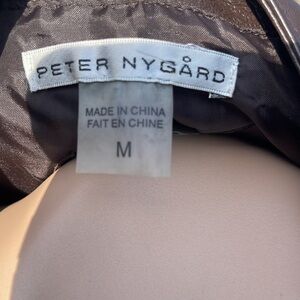 PETER NYGÅRD
MADE IN CHINA
FAIT EN CHINE
M